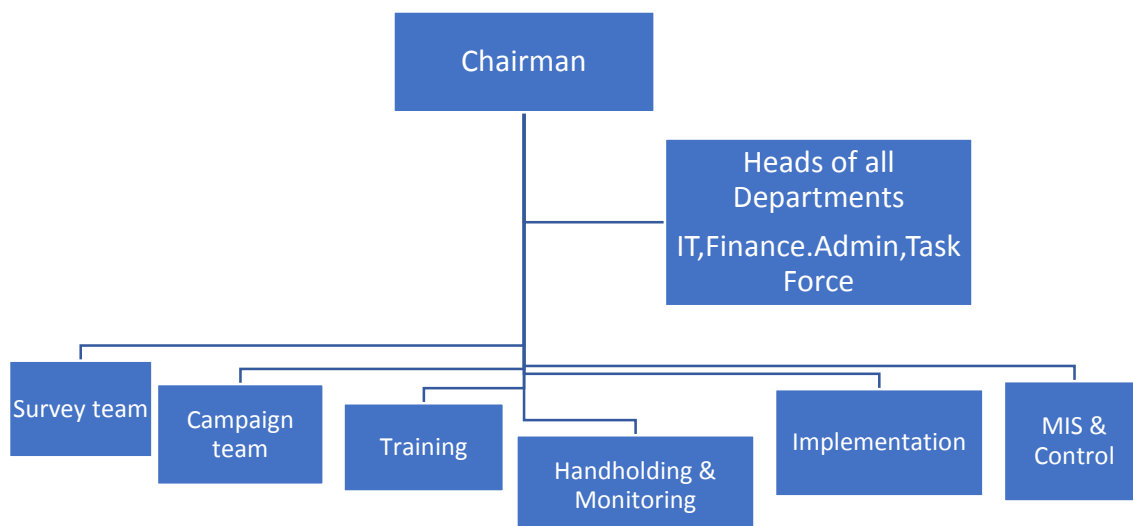 Chairman
Heads of all
Departments
IT,Finance.Admin,Task
Force
Survey team
Campaign
team
Training
Handholding &
Monitoring
Implementation
MIS &
Control